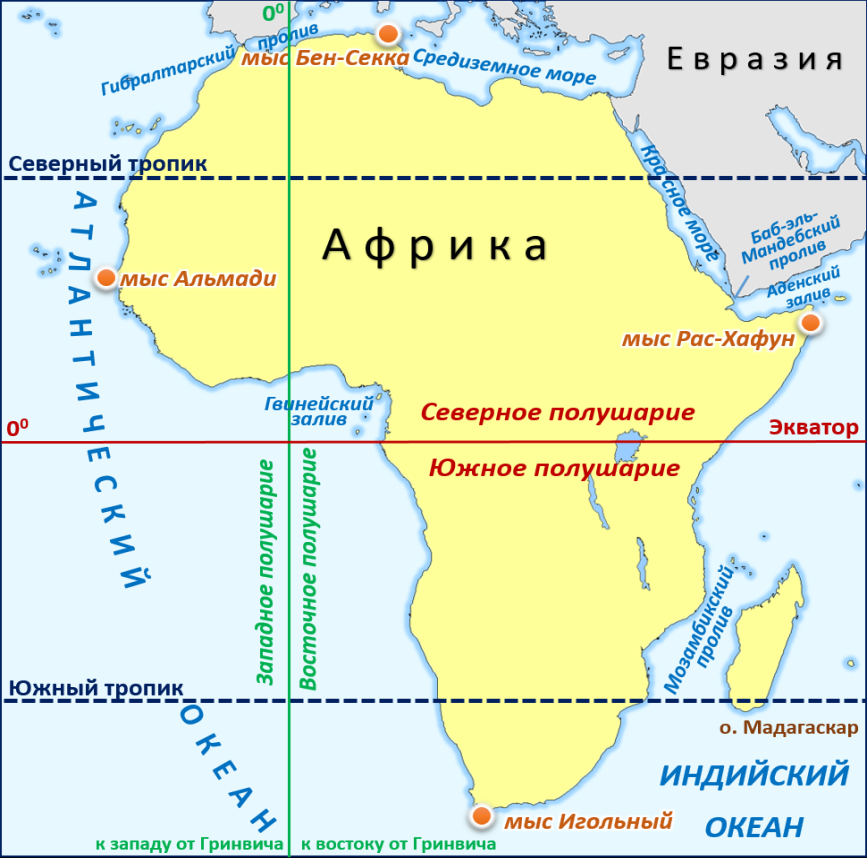 0⁰
Гибралтарский пролив
мыс Бен-Секка
Средиземное море
Евразия
Северный тропик
Красное море
Африка
Баб-эль-
Мандебский
пролив
Аденский
залив
мыс Альмади
мыс Рас-Хафун
АТЛАНТИЧЕСКИЙ
Гвинейский
залив
Северное полушарие
0⁰
Экватор
Южное полушарие
Западное полушарие
Восточное полушарие
Мозамбикский
пролив
Южный тропик
ОКЕАН
о. Мадагаскар
ИНДИЙСКИЙ
ОКЕАН
мыс Игольный
к западу от Гринвича
к востоку от Гринвича